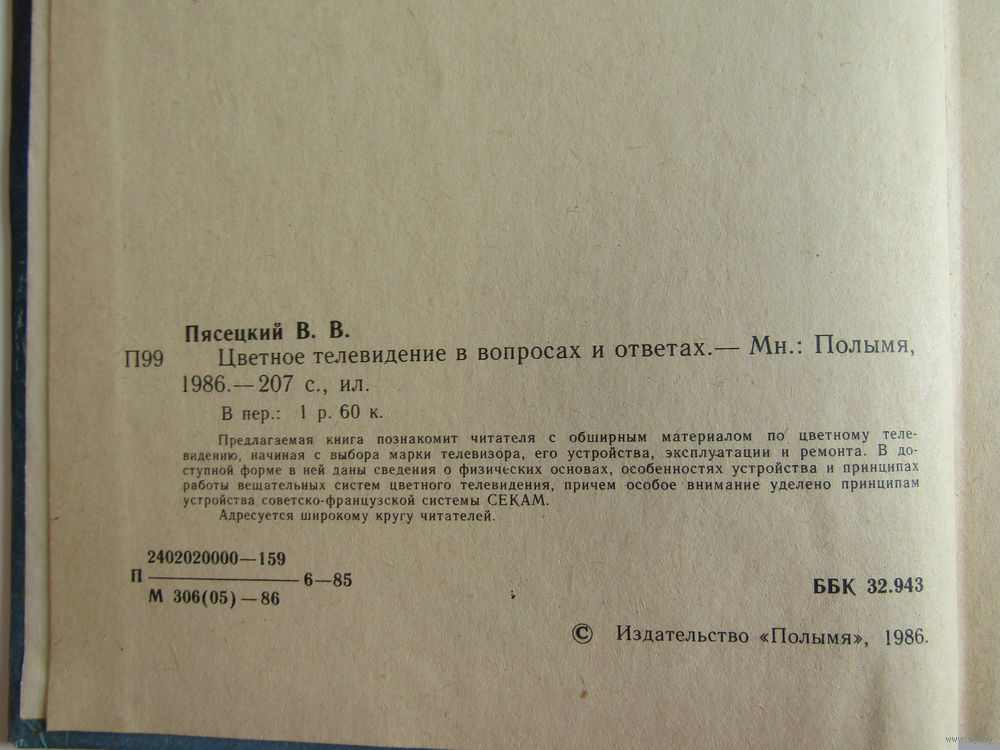 Пясецкий В. В.
П99 Цветное телевидение в вопросах и ответах.— Мн.: Полымя,
1986.—207 с., ил.
В пер.: 1 р. 60 к.
Предлагаемая книга познакомит читателя с обширным материалом по цветному теле-
видению, начиная с выбора марки телевизора, его устройства, эксплуатации и ремонта. В до-
ступной форме в ней даны сведения о физических основах, особенностях устройства и принципах
работы вещательных систем цветного телевидения, причем особое внимание уделено принципам
устройства советско-французской системы СЕКАМ.
Адресуется широкому кругу читателей.
2402020000—159
П 6—85
М 306(05)—86
ББК 32.943
© Издательство «Полымя», 1986.